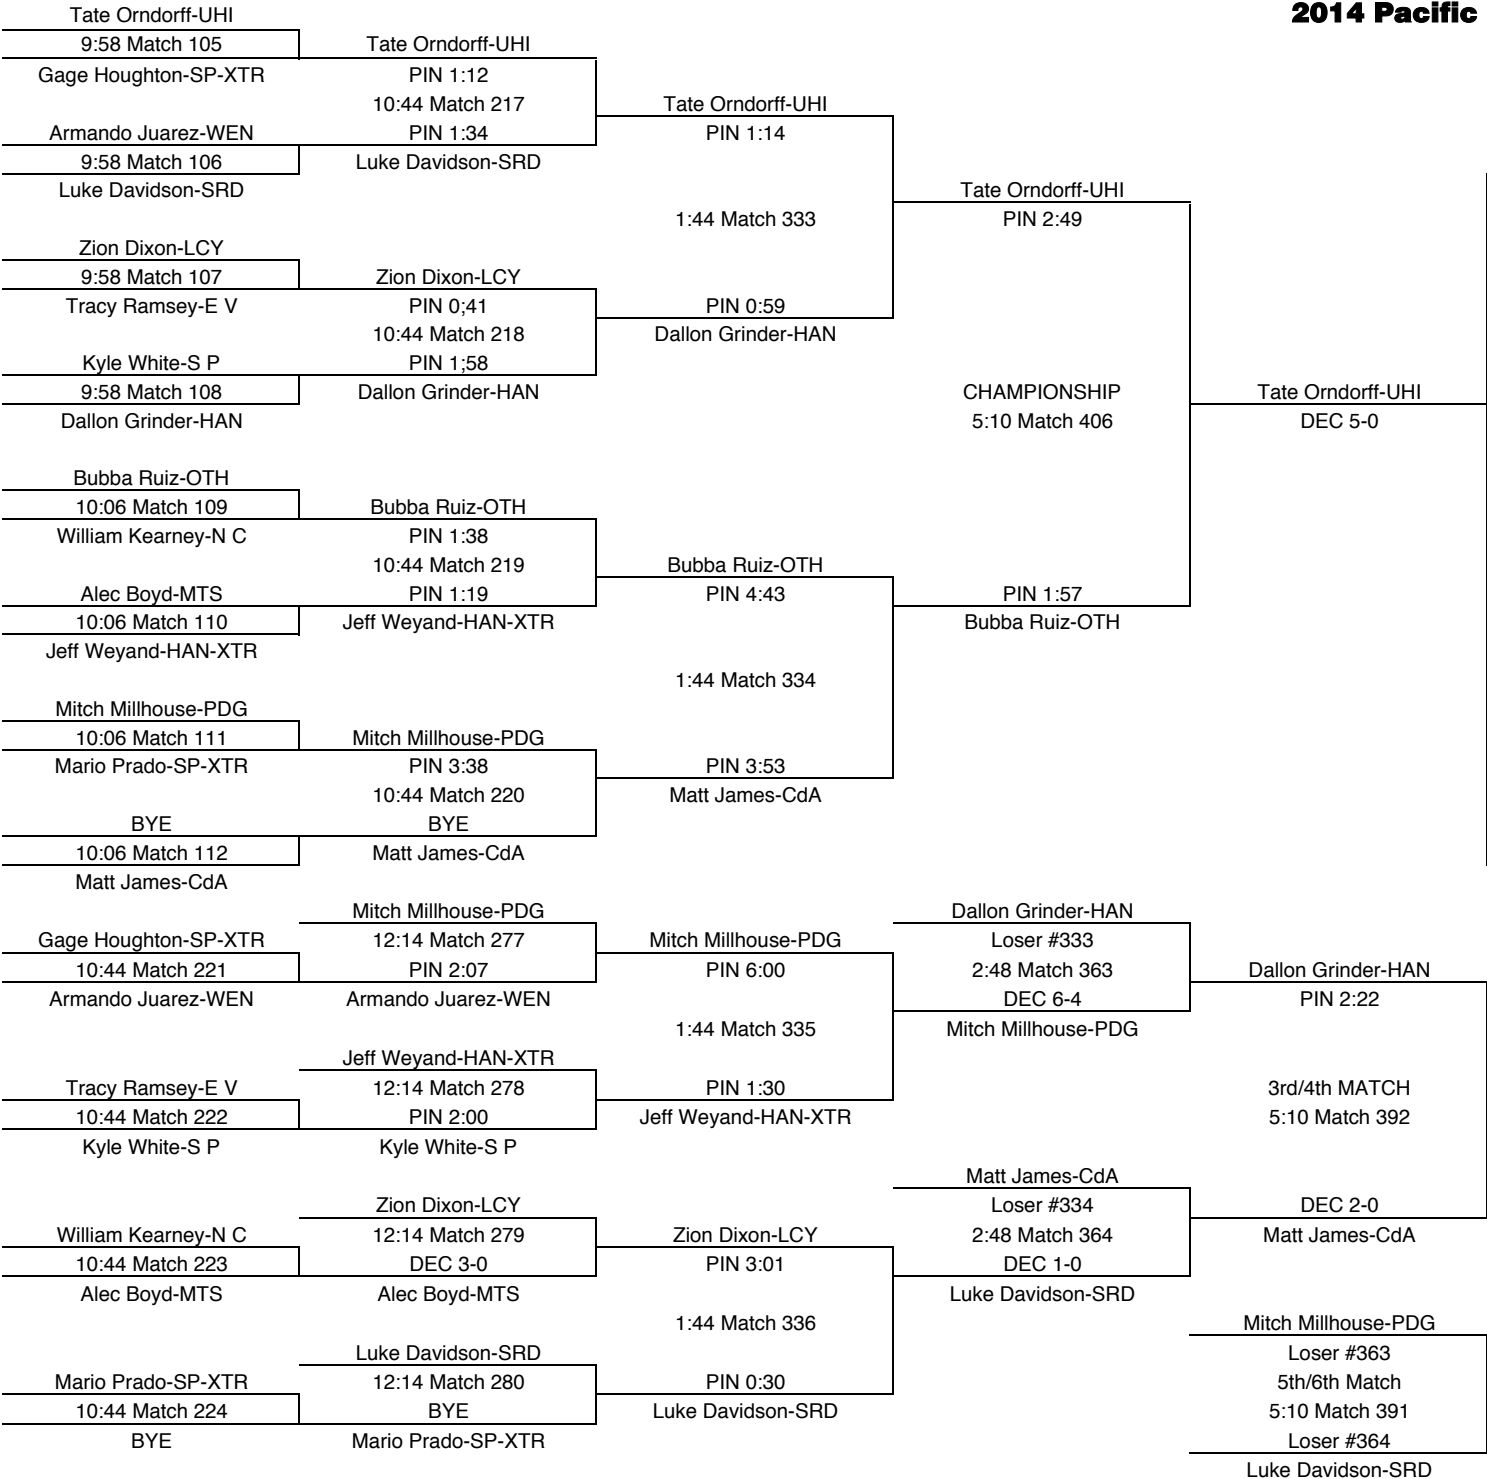 2014 Pacific
Tate Orndorff-UHI
9:58 Match 105
Gage Houghton-SP-XTR
Armando Juarez-WEN
9:58 Match 106
Luke Davidson-SRD
Zion Dixon-LCY
9:58 Match 107
Tracy Ramsey-E V
Kyle White-S P
9:58 Match 108
Dallon Grinder-HAN
Bubba Ruiz-OTH
10:06 Match 109
William Kearney-N C
Alec Boyd-MTS
10:06 Match 110
Jeff Weyand-HAN-XTR
Mitch Millhouse-PDG
10:06 Match 111
Mario Prado-SP-XTR
BYE
10:06 Match 112
Matt James-CdA
Tate Orndorff-UHI
PIN 1:12
10:44 Match 217
PIN 1:34
Luke Davidson-SRD
Zion Dixon-LCY
PIN 0;41
10:44 Match 218
PIN 1;58
Dallon Grinder-HAN
Bubba Ruiz-OTH
PIN 1:38
10:44 Match 219
PIN 1:19
Jeff Weyand-HAN-XTR
Mitch Millhouse-PDG
PIN 3:38
10:44 Match 220
BYE
Matt James-CdA
Tate Orndorff-UHI
PIN 1:14
1:44 Match 333
PIN 0:59
Dallon Grinder-HAN
Bubba Ruiz-OTH
PIN 4:43
1:44 Match 334
PIN 3:53
Matt James-CdA
Tate Orndorff-UHI
PIN 2:49
CHAMPIONSHIP
5:10 Match 406
PIN 1:57
Bubba Ruiz-OTH
Tate Orndorff-UHI
DEC 5-0
Gage Houghton-SP-XTR
10:44 Match 221
Armando Juarez-WEN
Tracy Ramsey-E V
10:44 Match 222
Kyle White-S P
William Kearney-N C
10:44 Match 223
Alec Boyd-MTS
Mario Prado-SP-XTR
10:44 Match 224
BYE
Mitch Millhouse-PDG
12:14 Match 277
PIN 2:07
Armando Juarez-WEN
Jeff Weyand-HAN-XTR
12:14 Match 278
PIN 2:00
Kyle White-S P
Zion Dixon-LCY
12:14 Match 279
DEC 3-0
Alec Boyd-MTS
Luke Davidson-SRD
12:14 Match 280
BYE
Mario Prado-SP-XTR
Mitch Millhouse-PDG
PIN 6:00
1:44 Match 335
PIN 1:30
Jeff Weyand-HAN-XTR
Zion Dixon-LCY
PIN 3:01
1:44 Match 336
PIN 0:30
Luke Davidson-SRD
Dallon Grinder-HAN
Loser #333
2:48 Match 363
DEC 6-4
Mitch Millhouse-PDG
Matt James-CdA
Loser #334
2:48 Match 364
DEC 1-0
Luke Davidson-SRD
Dallon Grinder-HAN
PIN 2:22
3rd/4th MATCH
5:10 Match 392
DEC 2-0
Matt James-CdA
Mitch Millhouse-PDG
Loser #363
5th/6th Match
5:10 Match 391
Loser #364
Luke Davidson-SRD